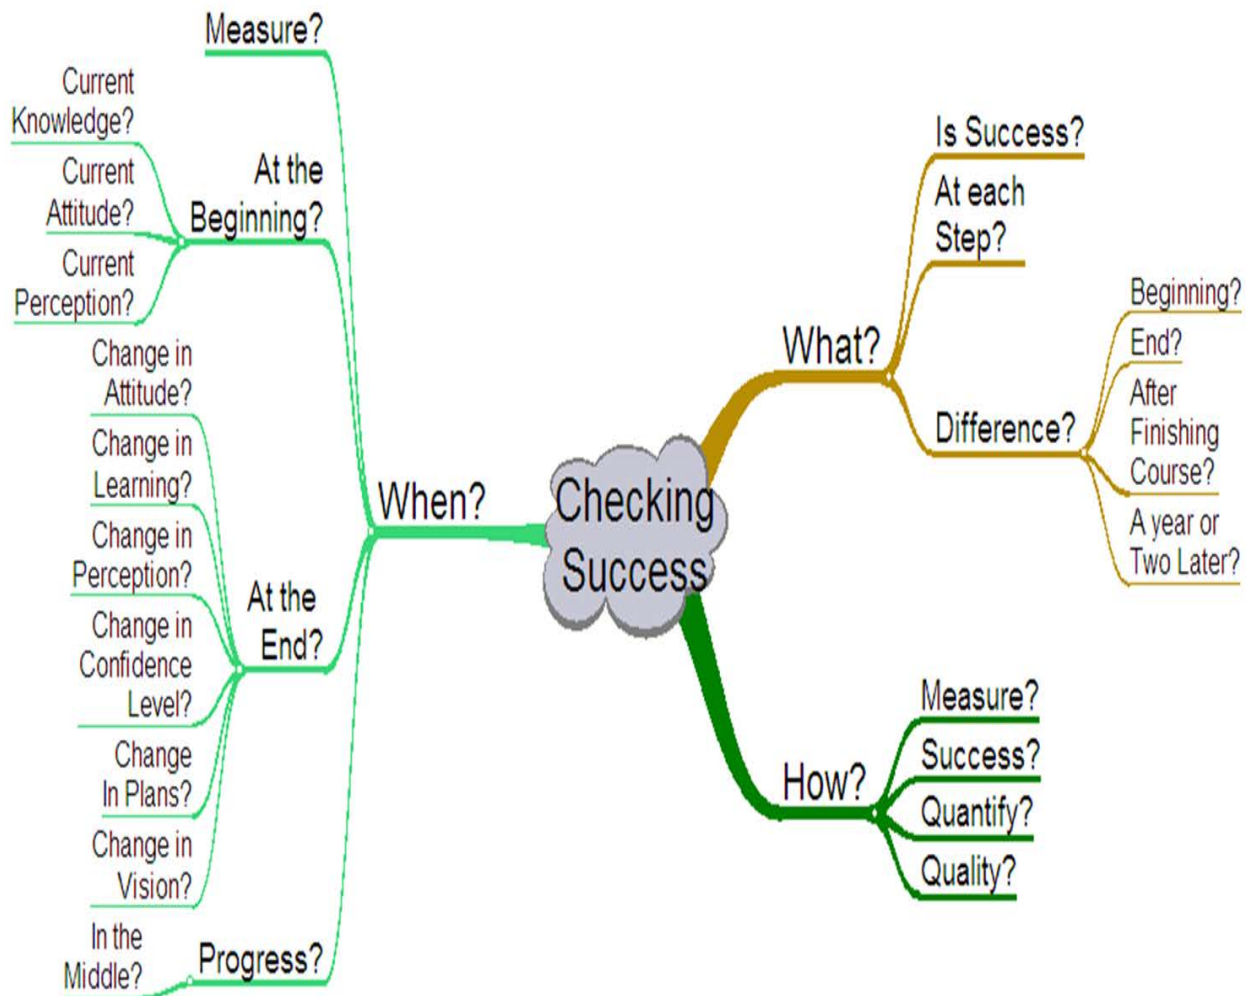 Checking
Success
What?
Is Success?
At each
Step?
Difference?
Beginning?
End?
After
Finishing
Course?
A year or
Two Later?
How?
Measure?
Success?
Quantify?
Quality?
When?
Measure?
At the
Beginning?
Current
Knowledge?
Current
Attitude?
Current
Perception?
At the
End?
Change in
Attitude?
Change in
Learning?
Change in
Perception?
Change in
Confidence
Level?
Change
In Plans?
Change in
Vision?
Progress?
In the
Middle?